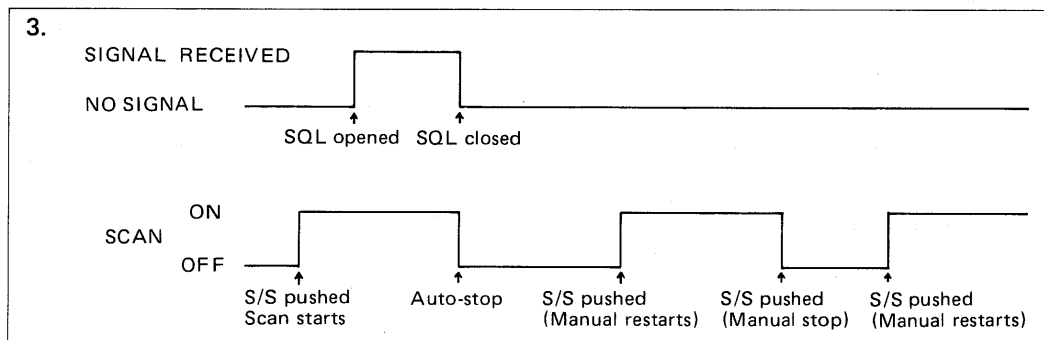 3.
SIGNAL RECEIVED
NO SIGNAL
SQL opened
SQL closed
ON
SCAN
OFF
S/S pushed
Scan starts
Auto-stop
S/S pushed
(Manual restarts)
S/S pushed
(Manual stop)
S/S pushed
(Manual restarts)